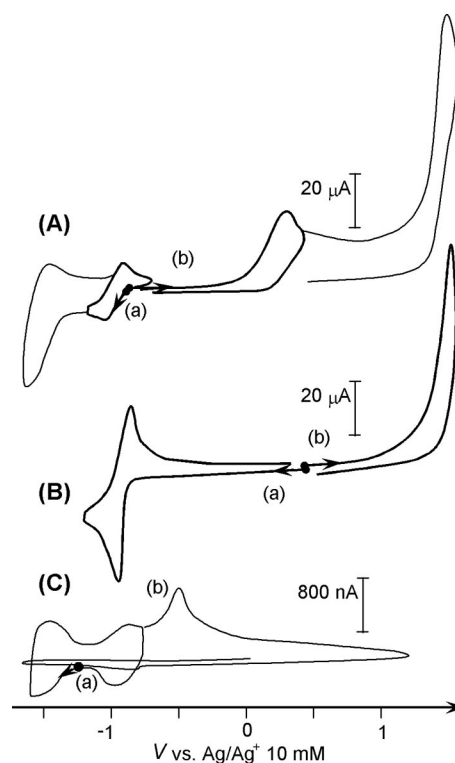 20 μA
(A)
(b)
(a)
20 μA
(b)
(B)
(a)
(C)
(b)
800 nA
(a)
-1
0
1
V vs. Ag/Ag⁺ 10 mM